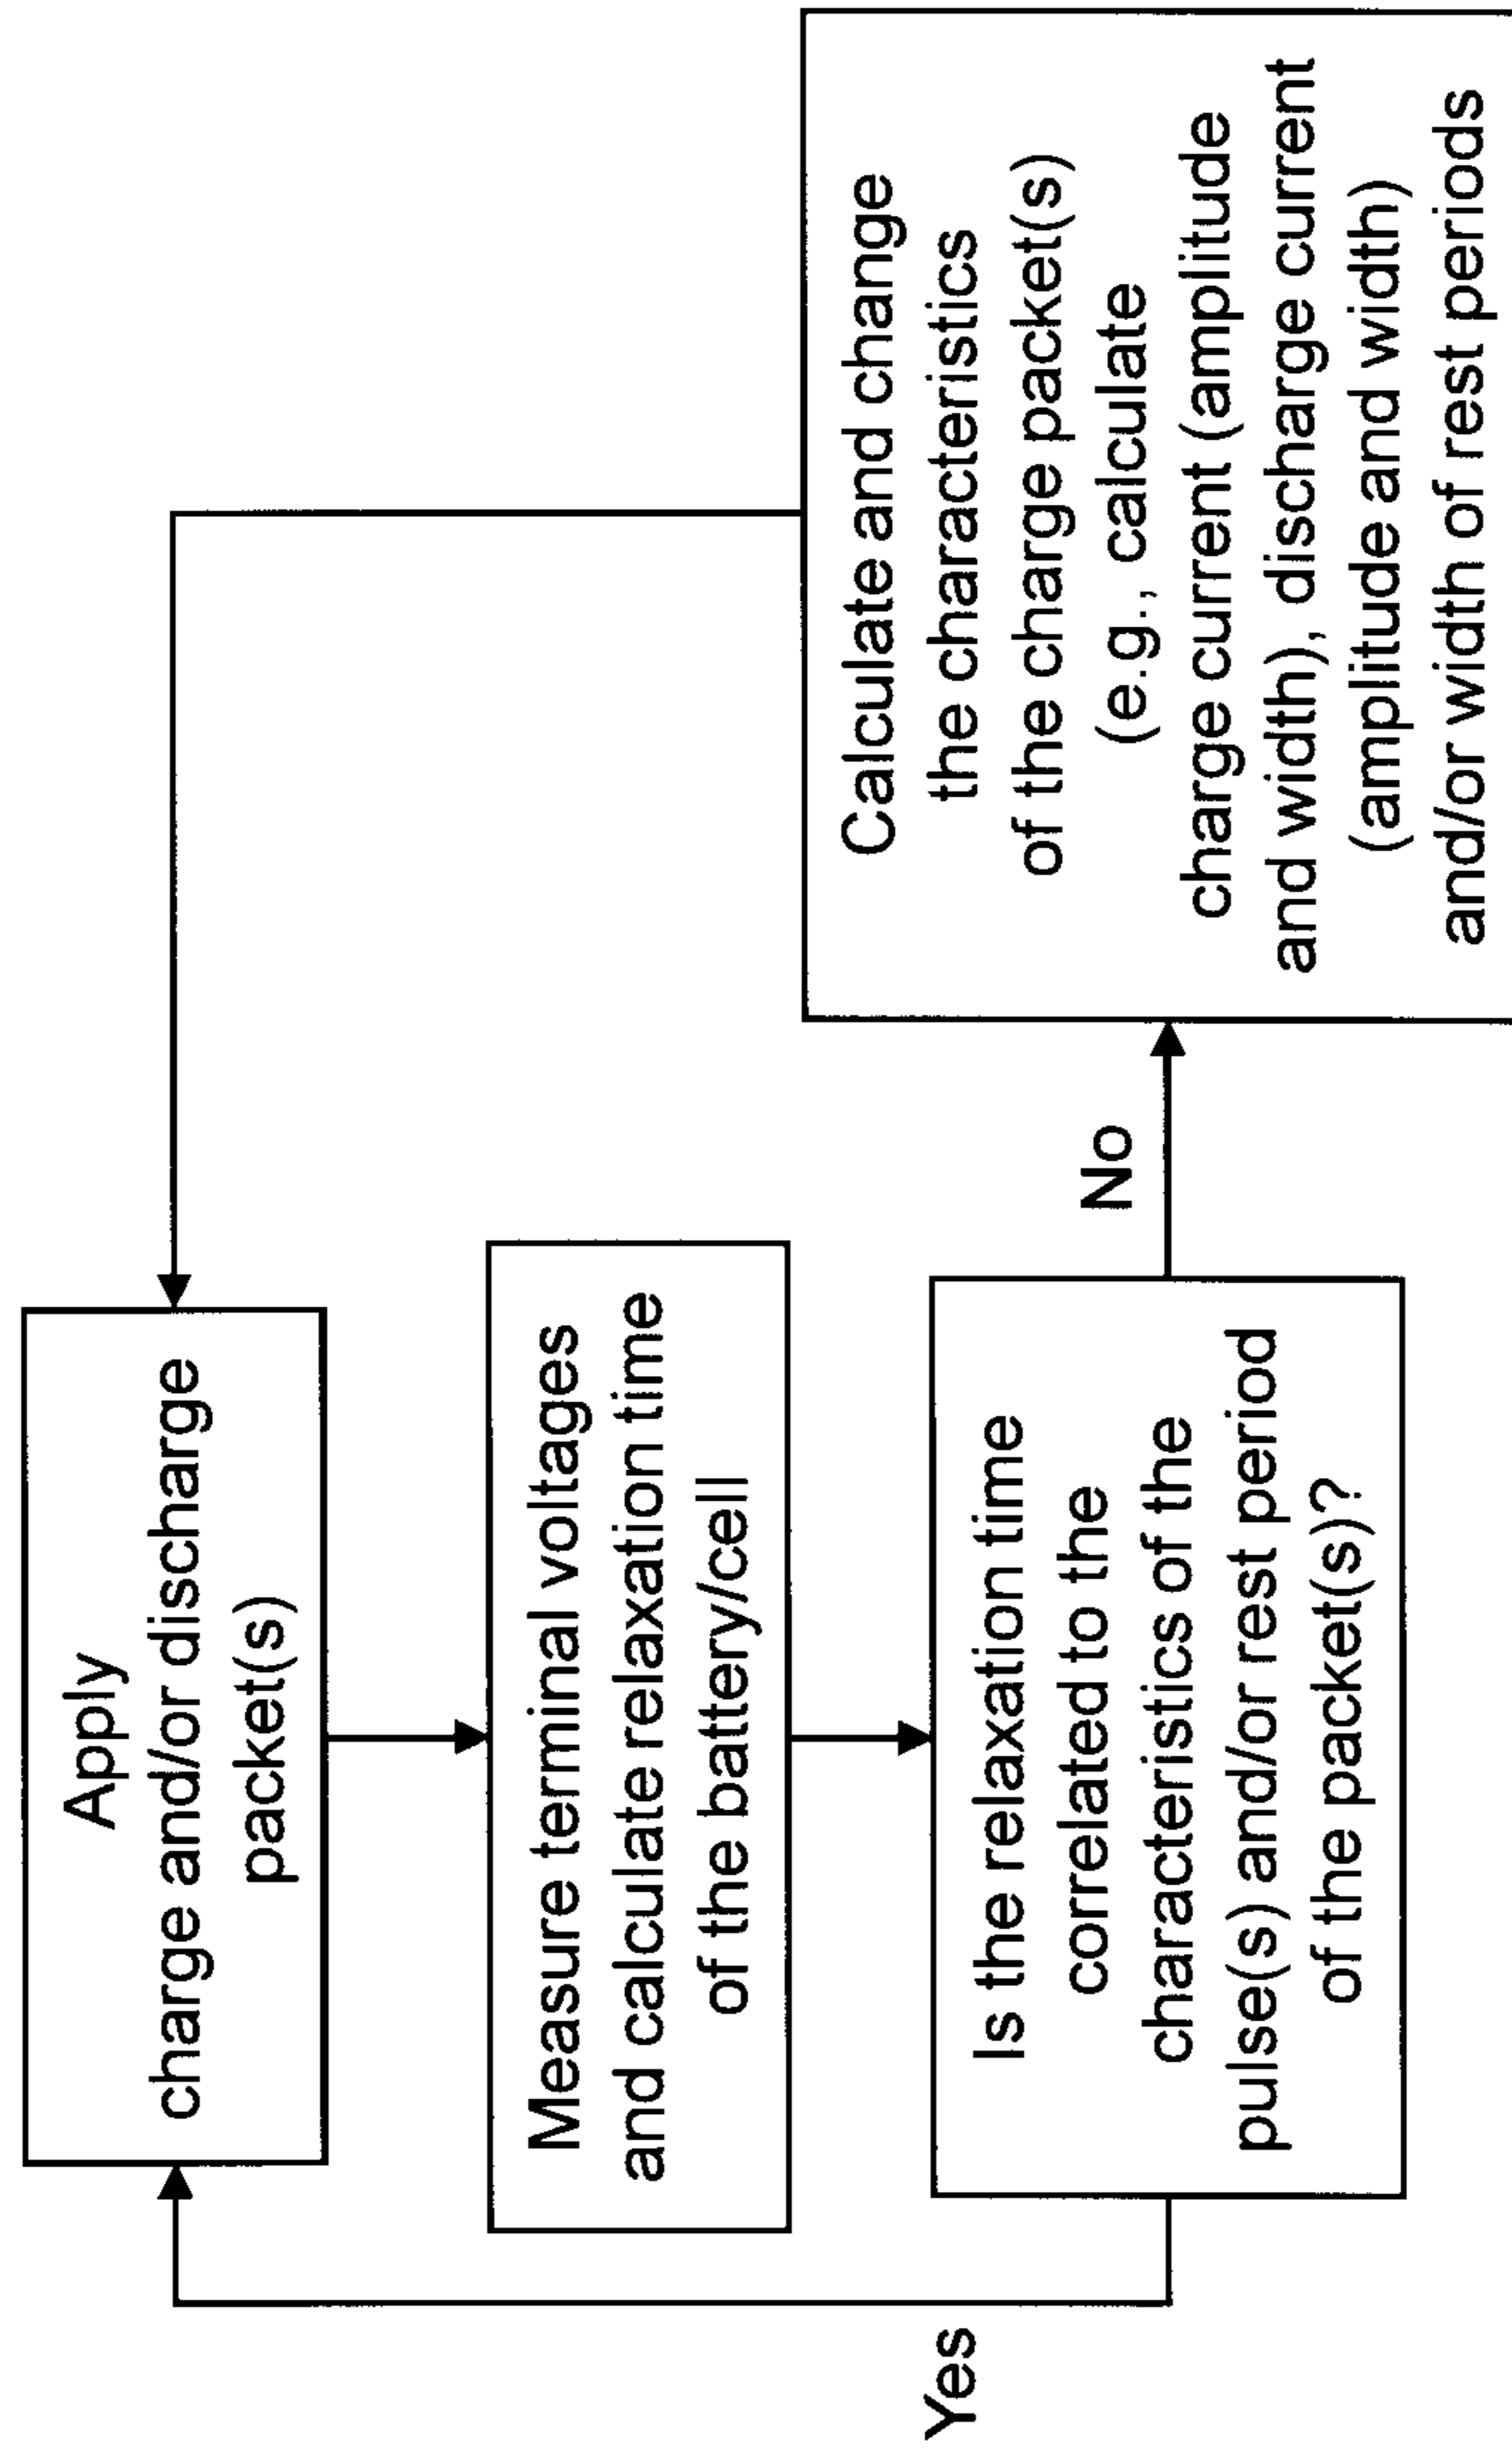 Apply
charge and/or discharge
packet(s)
Measure terminal voltages
and calculate relaxation time
of the battery/cell
Is the relaxation time
correlated to the
characteristics of the
pulse(s) and/or rest period
of the packet(s)?
Yes
No
Calculate and change
the characteristics
of the charge packet(s)
(e.g., calculate
charge current (amplitude
and width), discharge current
(amplitude and width)
and/or width of rest periods